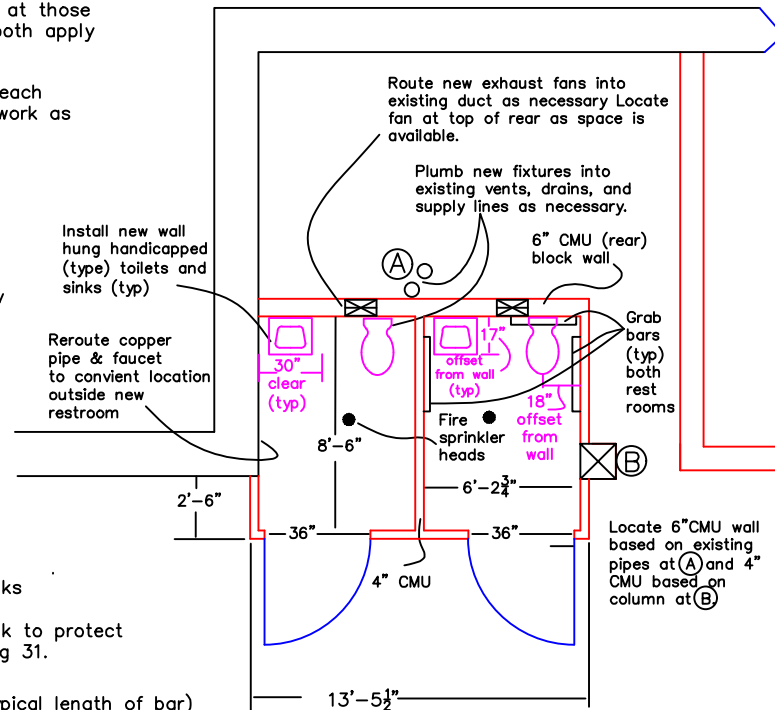 at those
both apply
each
work as
Route new exhaust fans into
existing duct as necessary Locate
fan at top of rear as space is
available.
Plumb new fixtures into
existing vents, drains, and
supply lines as necessary.
Install new wall
hung handicapped
(type) toilets and
sinks (typ)
A
6" CMU (rear)
block wall
y
Reroute copper
pipe & faucet
to convient location
outside new
restroom
Grab
bars
(typ)
both
rest
rooms
30"
clear
(typ)
17"
offset
from wall
(typ)
18"
offset
from
wall
Fire
sprinkler
heads
8'-6"
6'-2¾"
B
2'-6"
36"
36"
4" CMU
Locate 6"CMU wall
based on existing
pipes at A and 4"
CMU based on
column at B.
ks
k to protect
g 31.
ypical length of bar)
13'-5½"